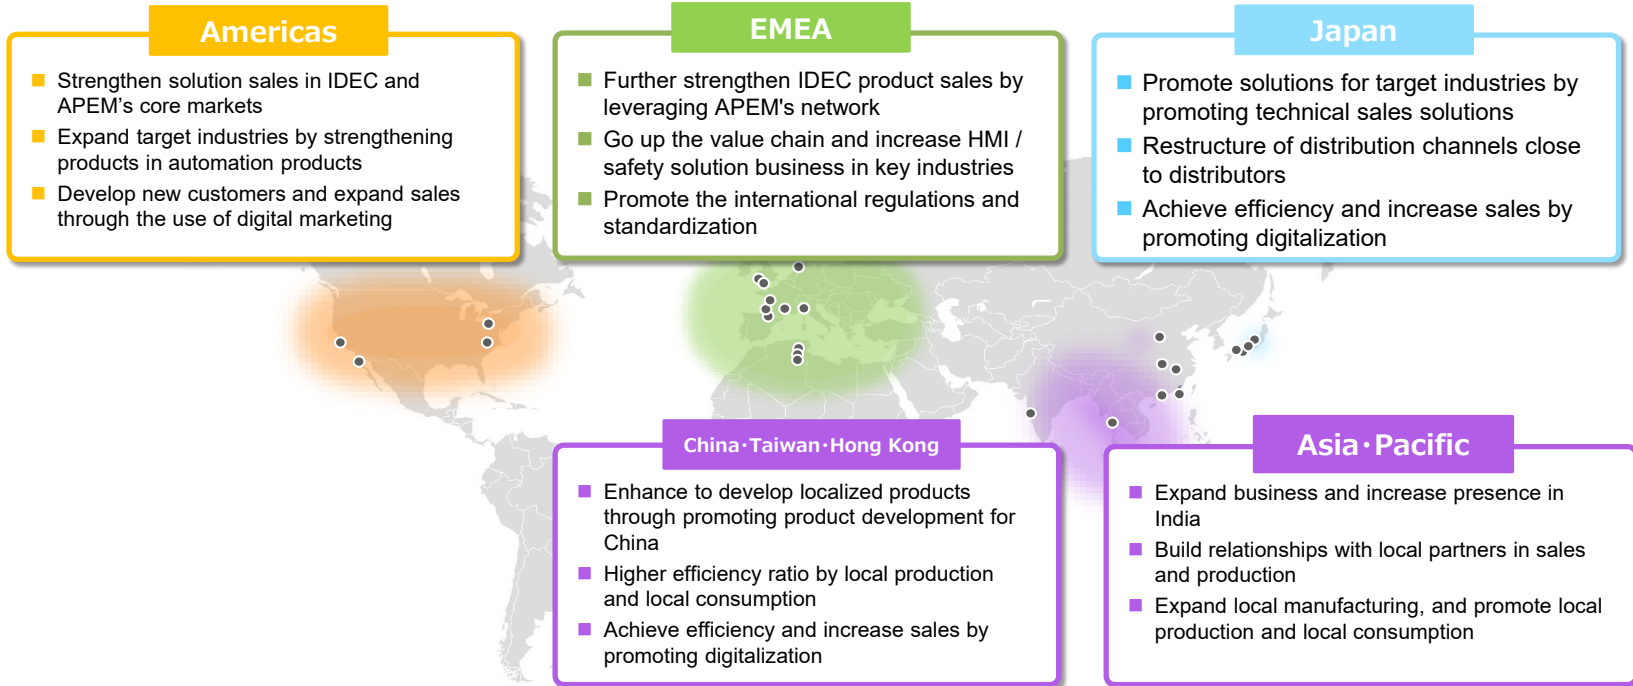 Americas
Strengthen solution sales in IDEC and
APEM's core markets
Expand target industries by strengthening
products in automation products
Develop new customers and expand sales
through the use of digital marketing
EMEA
Further strengthen IDEC product sales by
leveraging APEM's network
Go up the value chain and increase HMI /
safety solution business in key industries
Promote the international regulations and
standardization
Japan
Promote solutions for target industries by
promoting technical sales solutions
Restructure of distribution channels close
to distributors
Achieve efficiency and increase sales by
promoting digitalization
China･Taiwan･Hong Kong
Enhance to develop localized products
through promoting product development for
China
Higher efficiency ratio by local production
and local consumption
Achieve efficiency and increase sales by
promoting digitalization
Asia･Pacific
Expand business and increase presence in
India
Build relationships with local partners in sales
and production
Expand local manufacturing, and promote local
production and local consumption